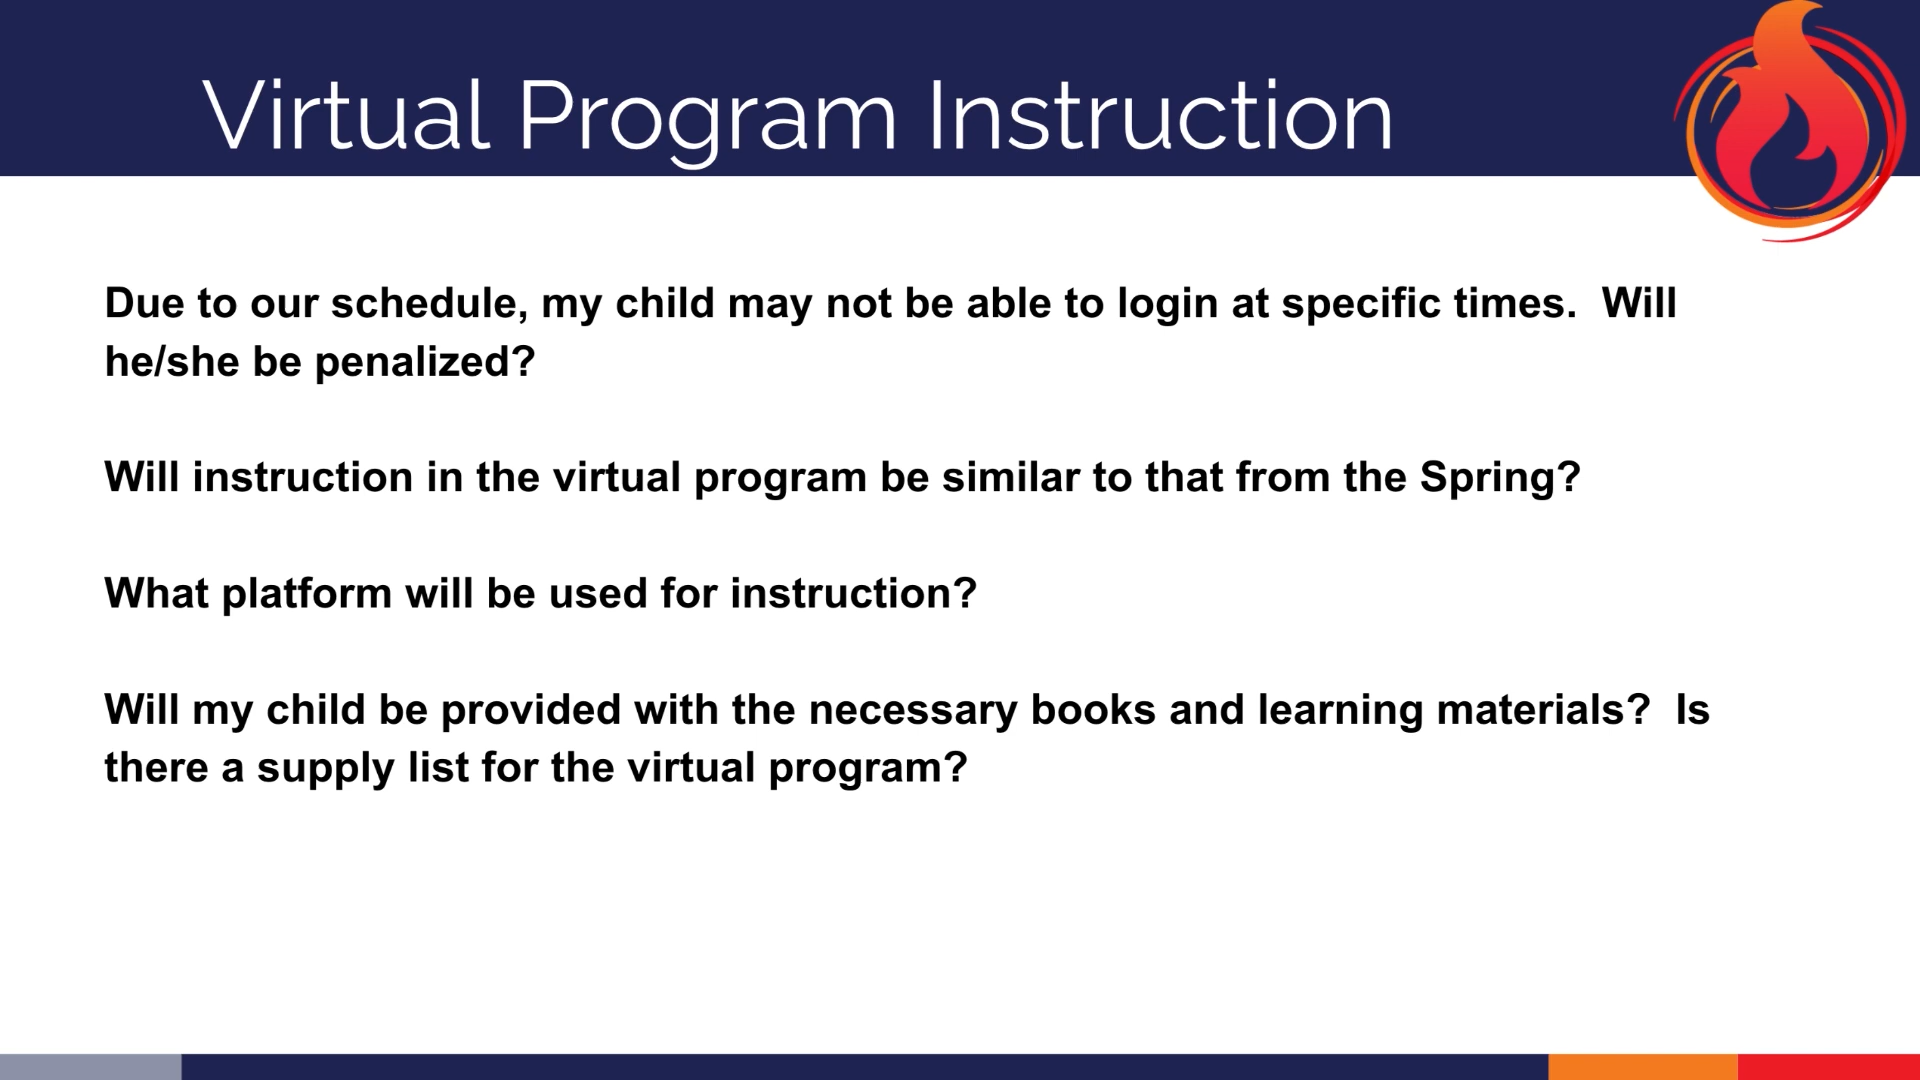 Virtual Program Instruction
Due to our schedule, my child may not be able to login at specific times.  Will
he/she be penalized?
Will instruction in the virtual program be similar to that from the Spring?
What platform will be used for instruction?
Will my child be provided with the necessary books and learning materials?  Is
there a supply list for the virtual program?